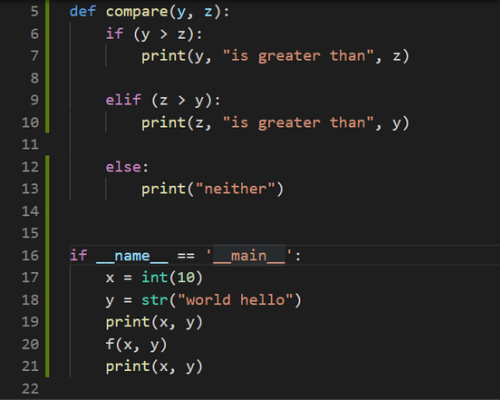 5 def compare(y, z):
6 if (y > z):
7 print(y, "is greater than", z)
8
9 elif (z > y):
10 print(z, "is greater than", y)
11
12 else:
13 print("neither")
14
15
16 if __name__ == '__main__':
17 x = int(10)
18 y = str("world hello")
19 print(x, y)
20 f(x, y)
21 print(x, y)
22